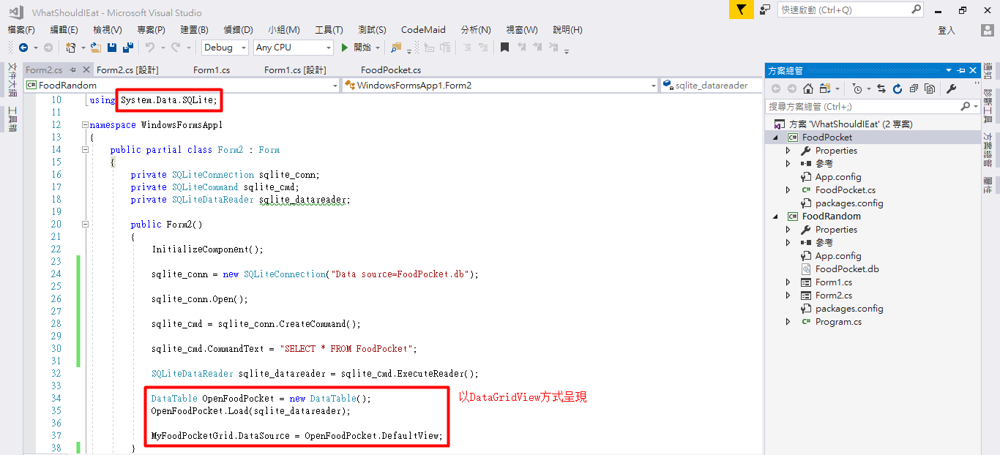 WhatShouldIEat - Microsoft Visual Studio
快速啟動 (Ctrl+Q)
檔案(F) 編輯(E) 檢視(V) 專案(P) 建置(B) 偵錯(D) 小組(M) 工具(T) 測試(S) CodeMaid 分析(N) 視窗(W) 說明(H) 登入
Debug Any CPU 開始
文件大綱
工具箱
Form2.cs Form2.cs [設計] Form1.cs Form1.cs [設計] FoodPocket.cs
FoodRandom WindowsFormsApp1.Form2 sqlite_datareader
10 using System.Data.SQLite;
11
12 namespace WindowsFormsApp1
13 {
14 public partial class Form2 : Form
15 {
16 private SQLiteConnection sqlite_conn;
17 private SQLiteCommand sqlite_cmd;
18 private SQLiteDataReader sqlite_datareader;
19
20 public Form2()
21 {
22 InitializeComponent();
23
24 sqlite_conn = new SQLiteConnection("Data source=FoodPocket.db");
25
26 sqlite_conn.Open();
27
28 sqlite_cmd = sqlite_conn.CreateCommand();
29
30 sqlite_cmd.CommandText = "SELECT * FROM FoodPocket";
31
32 SQLiteDataReader sqlite_datareader = sqlite_cmd.ExecuteReader();
33
34 DataTable OpenFoodPocket = new DataTable();
35 OpenFoodPocket.Load(sqlite_datareader);
36
37 MyFoodPocketGrid.DataSource = OpenFoodPocket.DefaultView;
38 }
以DataGridView方式呈現
方案總管
搜尋方案總管 (Ctrl+;)
方案 'WhatShouldIEat' (2 專案)
FoodPocket
Properties
參考
App.config
FoodPocket.cs
packages.config
FoodRandom
Properties
參考
App.config
FoodPocket.db
Form1.cs
Form2.cs
packages.config
Program.cs
通知
診斷工具
方案總管
屬性